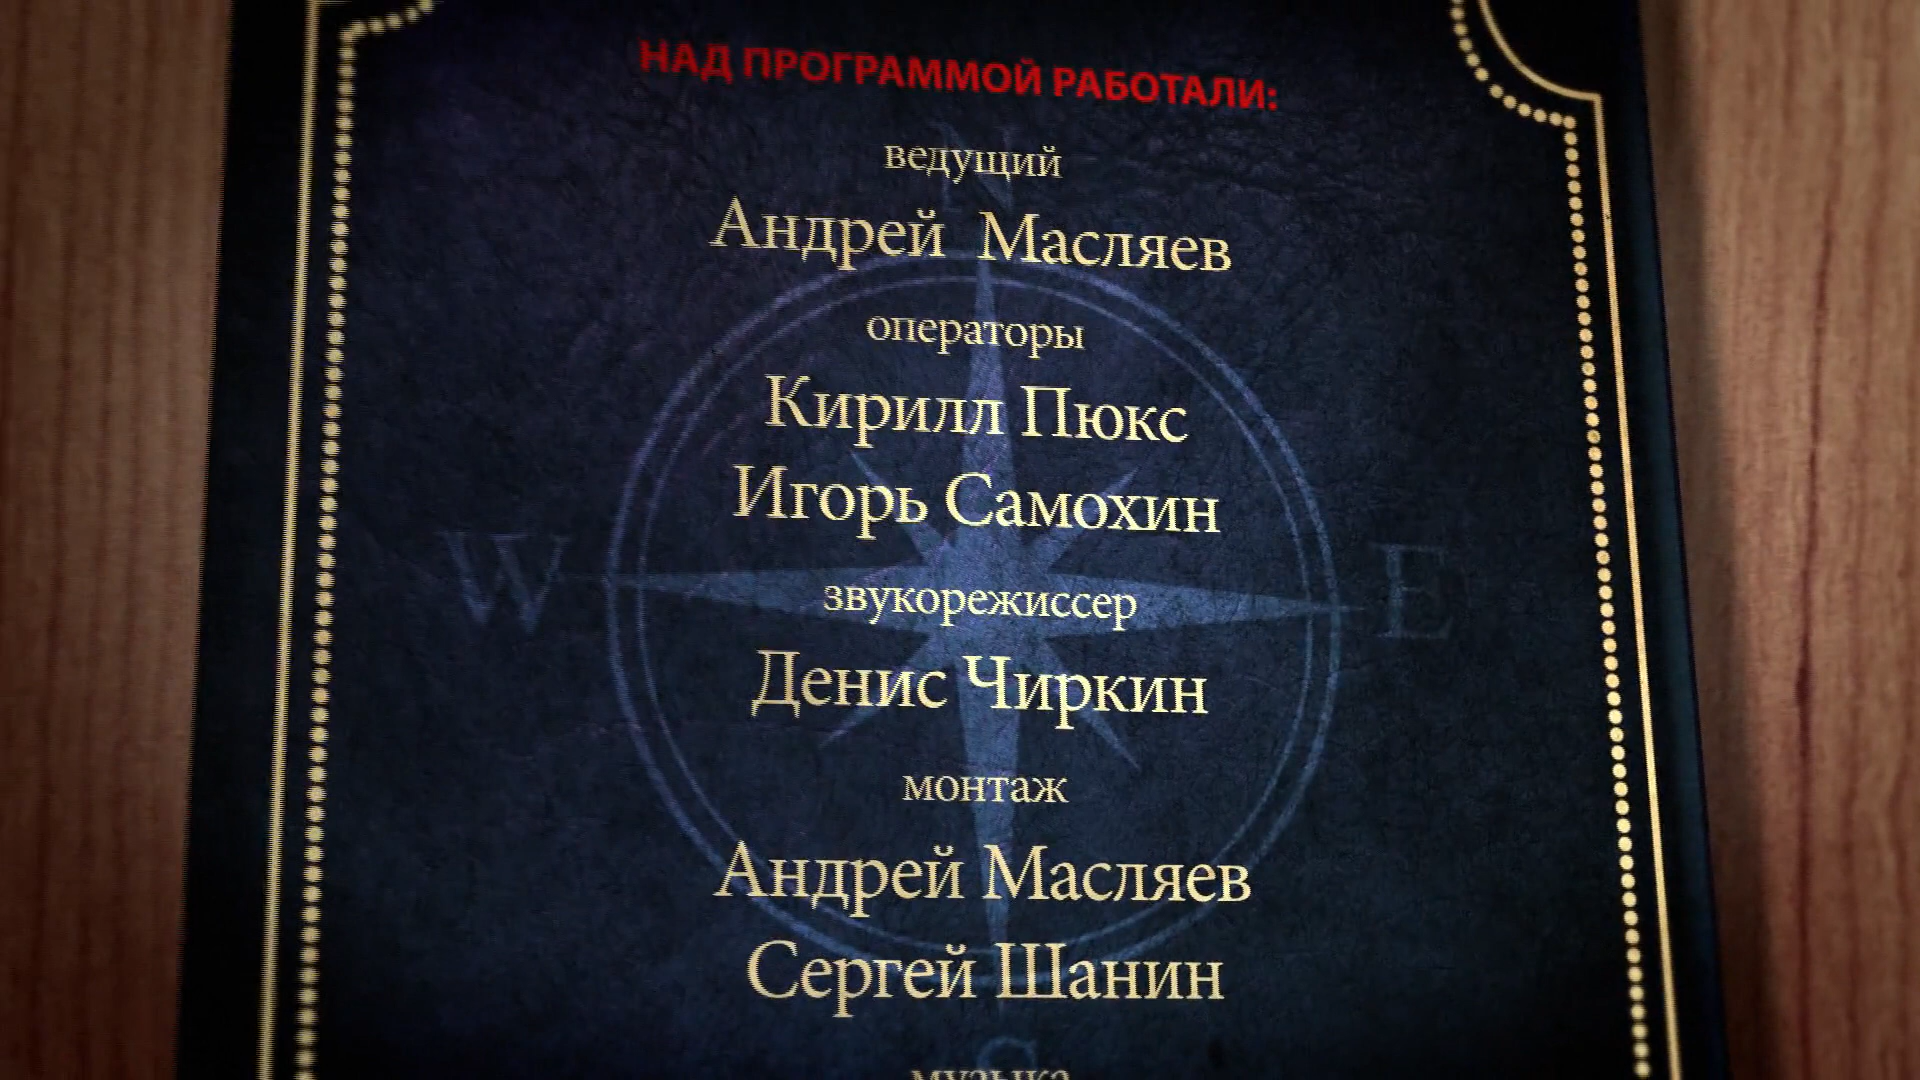 НАД ПРОГРАММОЙ РАБОТАЛИ:
N
ведущий
Андрей Масляев
операторы
Кирилл Пюкс
Игорь Самохин
W
E
звукорежиссер
Денис Чиркин
монтаж
Андрей Масляев
Сергей Шанин
S
музыка